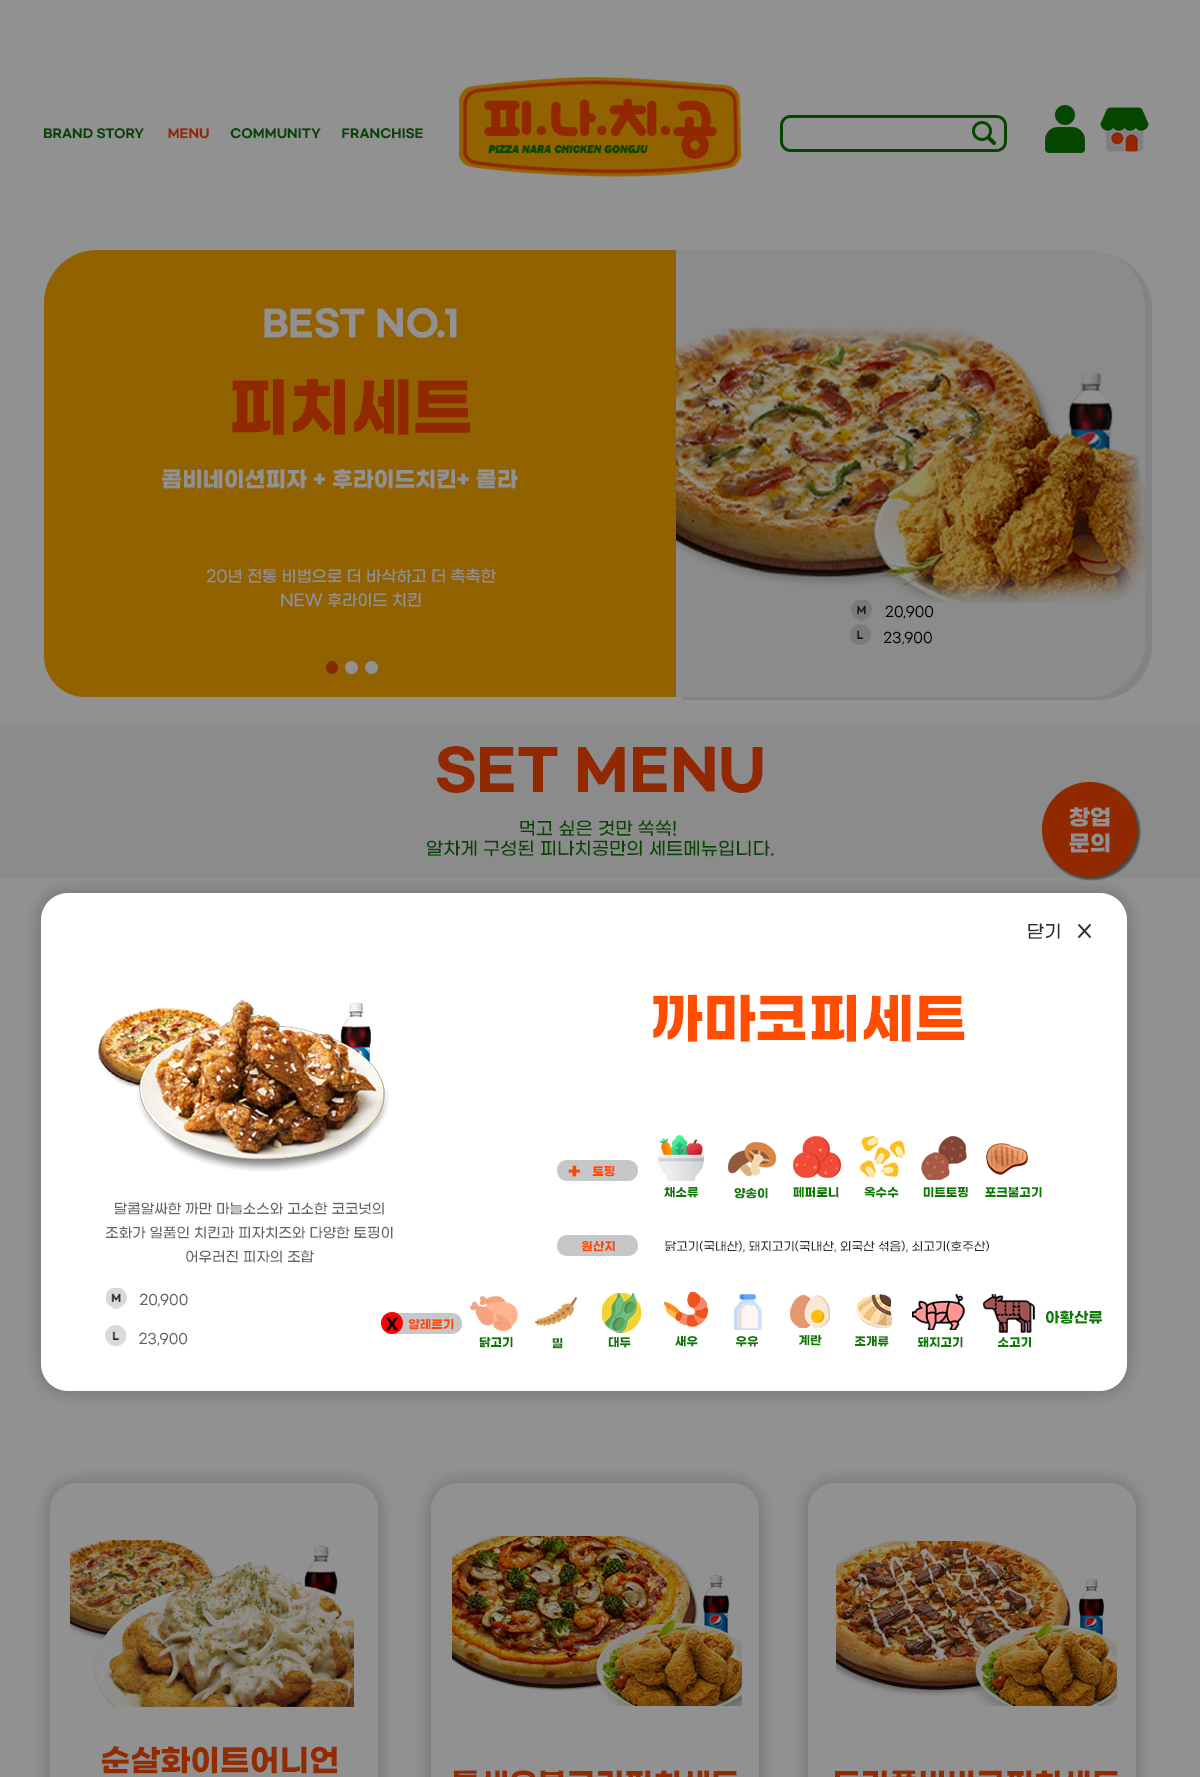 BRAND STORY MENU COMMUNITY FRANCHISE
피.나.치.공
PIZZA NARA CHICKEN GONGJU
BEST NO.1
피치세트
콤비네이션피자 + 후라이드치킨+ 콜라
20년 전통 비법으로 더 바삭하고 더 촉촉한
NEW 후라이드 치킨
M 20,900
L 23,900
SET MENU
먹고 싶은 것만 쏙쏙!
알차게 구성된 피나치공만의 세트메뉴입니다.
창업
문의
닫기 X
까마코피세트
달콤알싸한 까만 마늘소스와 고소한 코코넛의
조화가 일품인 치킨과 피자치즈와 다양한 토핑이
어우러진 피자의 조합
M 20,900
L 23,900
+ 토핑
채소류 양송이 페퍼로니 옥수수 미트토핑 포크불고기
원산지 닭고기(국내산), 돼지고기(국내산, 외국산 섞음), 쇠고기(호주산)
X 알레르기
닭고기 밀 대두 새우 우유 계란 조개류 돼지고기 소고기 아황산류
순살화이트어니언